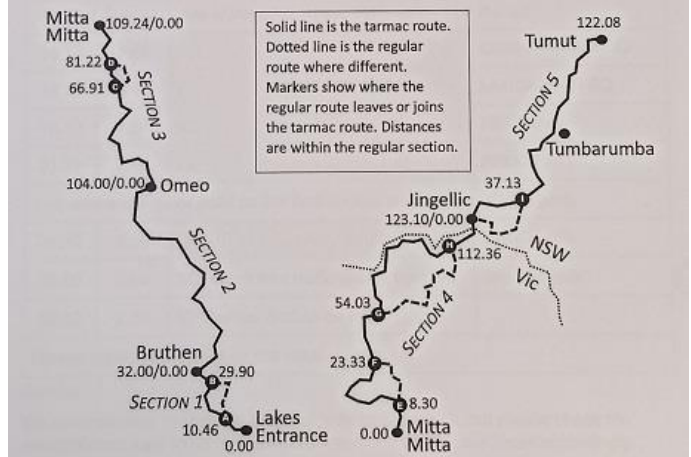 Mitta
Mitta
109.24/0.00
81.22
D
66.91
C
SECTION 3
104.00/0.00
Omeo
SECTION 2
Bruthen
32.00/0.00
29.90
B
SECTION 1
A
10.46
Lakes
Entrance
0.00
Solid line is the tarmac route.
Dotted line is the regular
route where different.
Markers show where the
regular route leaves or joins
the tarmac route. Distances
are within the regular section.
122.08
Tumut
SECTION 5
Tumbarumba
37.13
I
Jingellic
123.10/0.00
H
112.36
NSW
Vic
54.03
G
SECTION 4
23.33
F
E
8.30
0.00
Mitta
Mitta